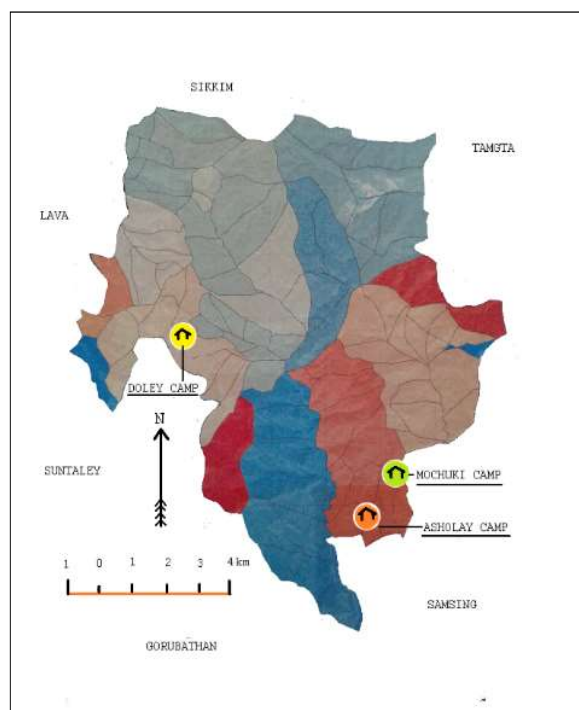 SIKKIM
TAMGTA
LAVA
DOLEY CAMP
N
SUNTALEY
MOCHUKI CAMP
ASHOLAY CAMP
1 0 1 2 3 4 km
SAMSING
GORUBATHAN